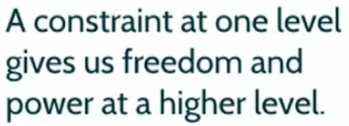 A constraint at one level
gives us freedom and
power at a higher level.